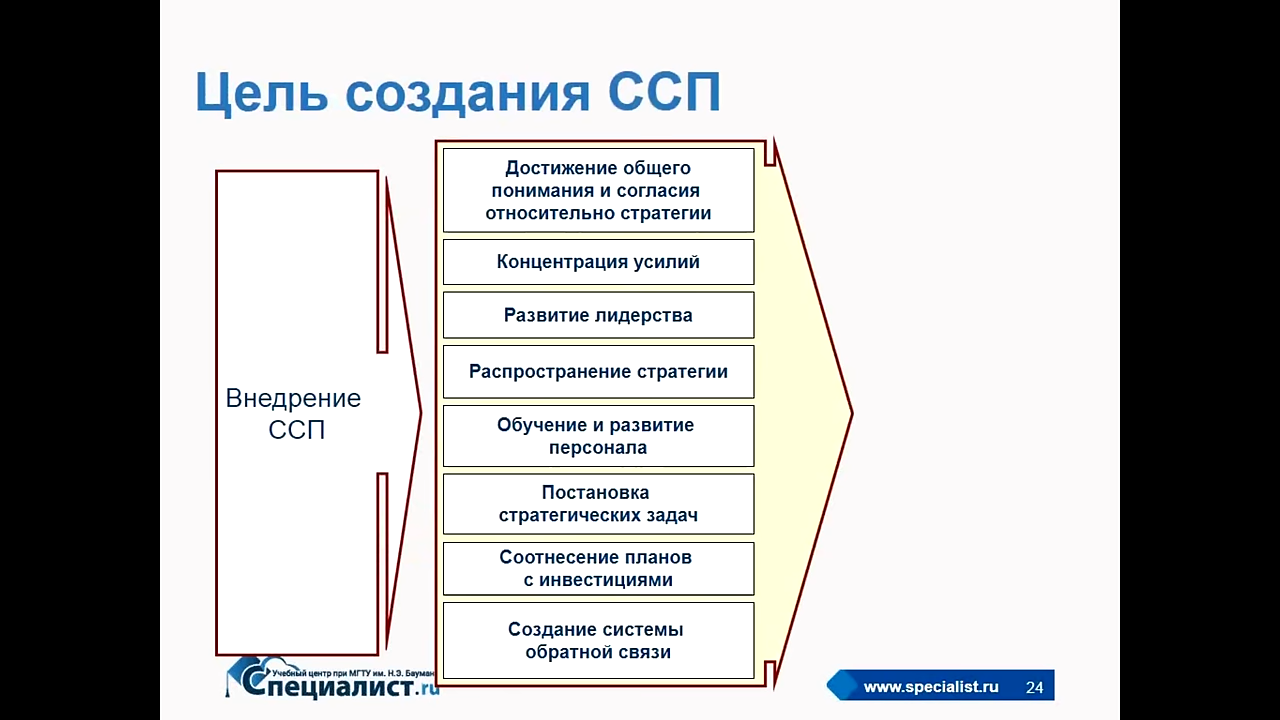 Цель создания ССП
Внедрение
ССП
Достижение общего
понимания и согласия
относительно стратегии
Концентрация усилий
Развитие лидерства
Распространение стратегии
Обучение и развитие
персонала
Постановка
стратегических задач
Соотнесение планов
с инвестициями
Создание системы
обратной связи
Учебный центр при МГТУ им. Н.Э. Бауман
Специалист.ru
www.specialist.ru 24